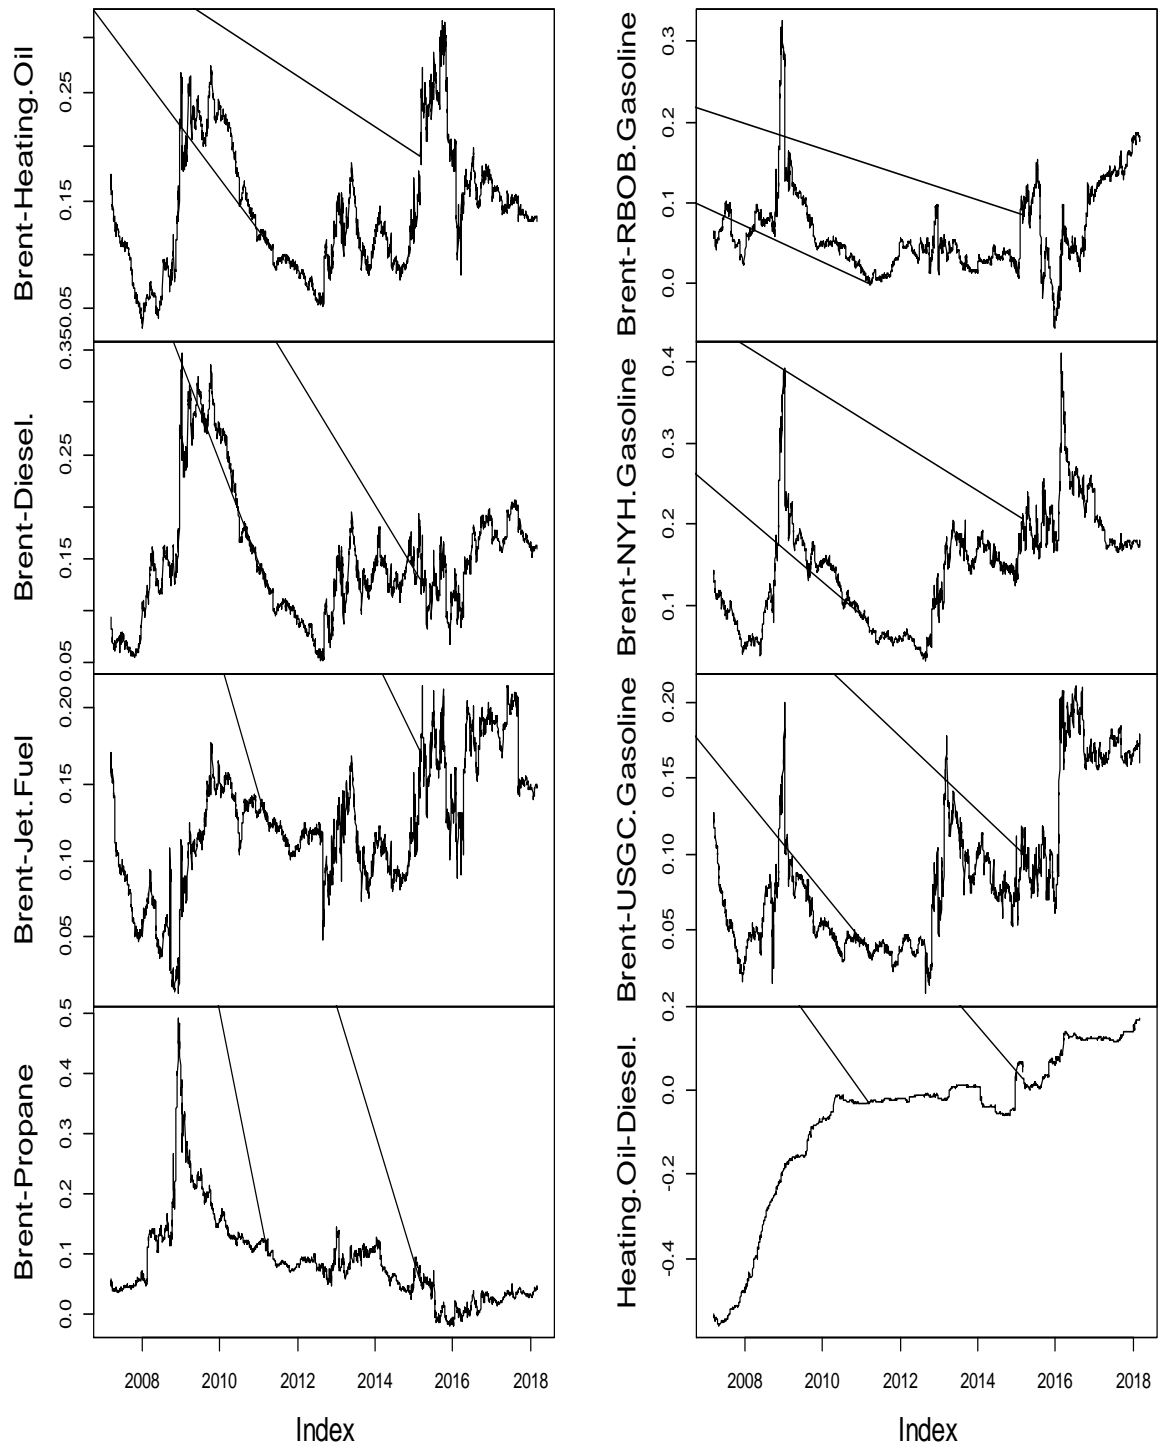 Brent-Heating.Oil
0.05
0.15
0.25
Brent-Diesel.
0.05
0.15
0.25
0.35
Brent-Jet.Fuel
0.05
0.10
0.15
0.20
Brent-Propane
0.0
0.1
0.2
0.3
0.4
0.5
2008 2010 2012 2014 2016 2018
Index
Brent-RBOB.Gasoline
0.0
0.1
0.2
0.3
Brent-NYH.Gasoline
0.1
0.2
0.3
0.4
Brent-USGC.Gasoline
0.05
0.10
0.15
0.20
Heating.Oil-Diesel.
-0.4
-0.2
0.0
0.2
2008 2010 2012 2014 2016 2018
Index